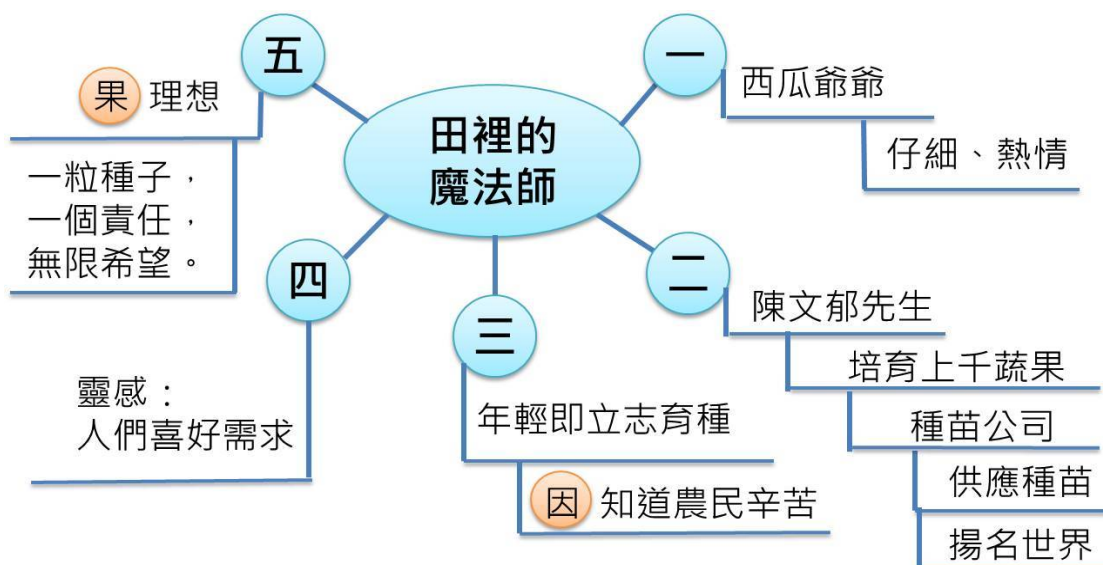 田裡的
魔法師
一
西瓜爺爺
仔細、熱情
二
陳文郁先生
培育上千蔬果
種苗公司
供應種苗
揚名世界
三
年輕即立志育種
因 知道農民辛苦
四
靈感：
人們喜好需求
五
果 理想
一粒種子，
一個責任，
無限希望。